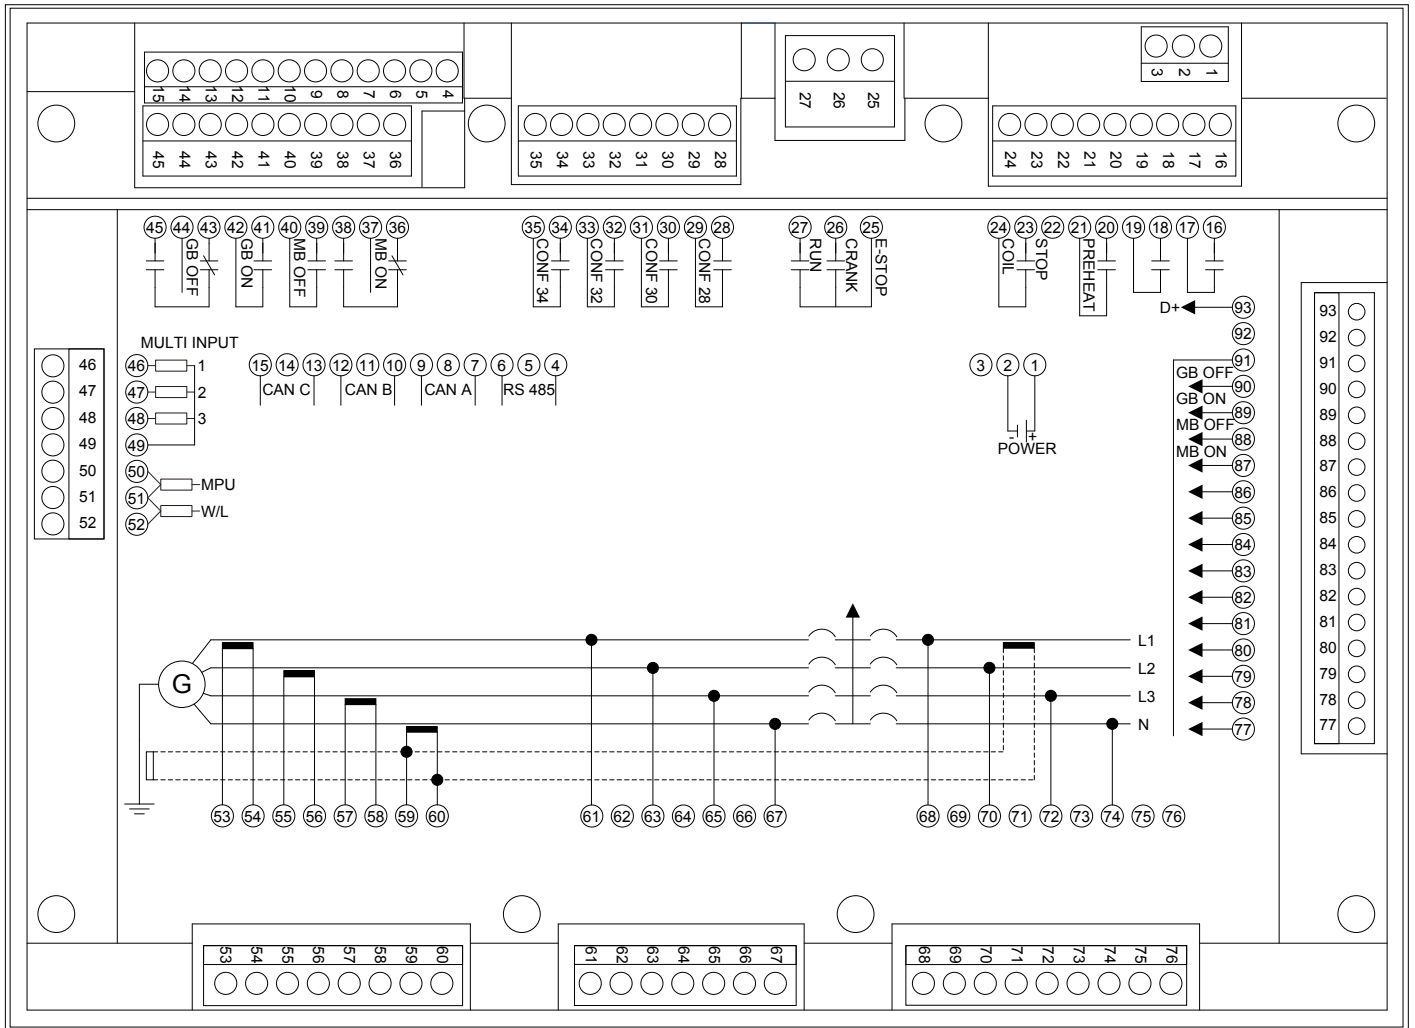 15 14 13 12 11 10 9 8 7 6 5 4
3 2 1
45 44 43 42 41 40 39 38 37 36
35 34 33 32 31 30 29 28
27 26 25
24 23 22 21 20 19 18 17 16
45 44 43 42 41 40 39 38 37 36
GB OFF
GB ON
MB OFF
MB ON
35 34 33 32 31 30 29 28
CONF 34
CONF 32
CONF 30
CONF 28
27 26 25
RUN
CRANK
E-STOP
24 23 22 21 20 19 18 17 16
COIL
STOP
PREHEAT
D+ 93
92
91
GB OFF
90
GB ON
89
MB OFF
88
MB ON
87
86
85
84
83
82
81
80
79
78
77
MULTI INPUT
46 46 1
47 47 2
48 48 3
49 49
50 50
MPU
51 51
W/L
52 52
15 14 13 12 11 10 9 8 7 6 5 4
CAN C CAN B CAN A RS 485
3 2 1
- +
POWER
93
92
91
90
89
88
87
86
85
84
83
82
81
80
79
78
77
G
L1
L2
L3
N
53 54 55 56 57 58 59 60
61 62 63 64 65 66 67
68 69 70 71 72 73 74 75 76
53 54 55 56 57 58 59 60
61 62 63 64 65 66 67
68 69 70 71 72 73 74 75 76